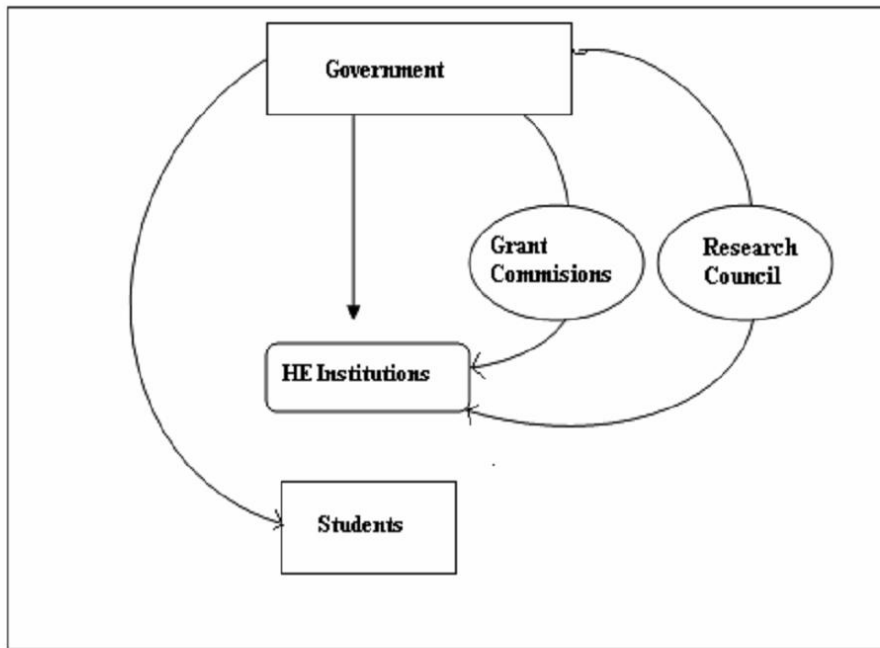 Government
Grant
Commisions
Research
Council
HE Institutions
Students